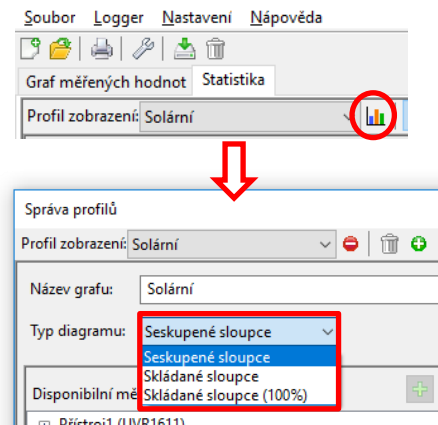 Soubor Logger Nastavení Nápověda
Graf měřených hodnot Statistika
Profil zobrazení: Solární
Správa profilů
Profil zobrazení: Solární
Název grafu: Solární
Typ diagramu: Seskupené sloupce
Seskupené sloupce
Skládané sloupce
Disponibilní mě Skládané sloupce (100%)
Přístroj1 (UVR1611)